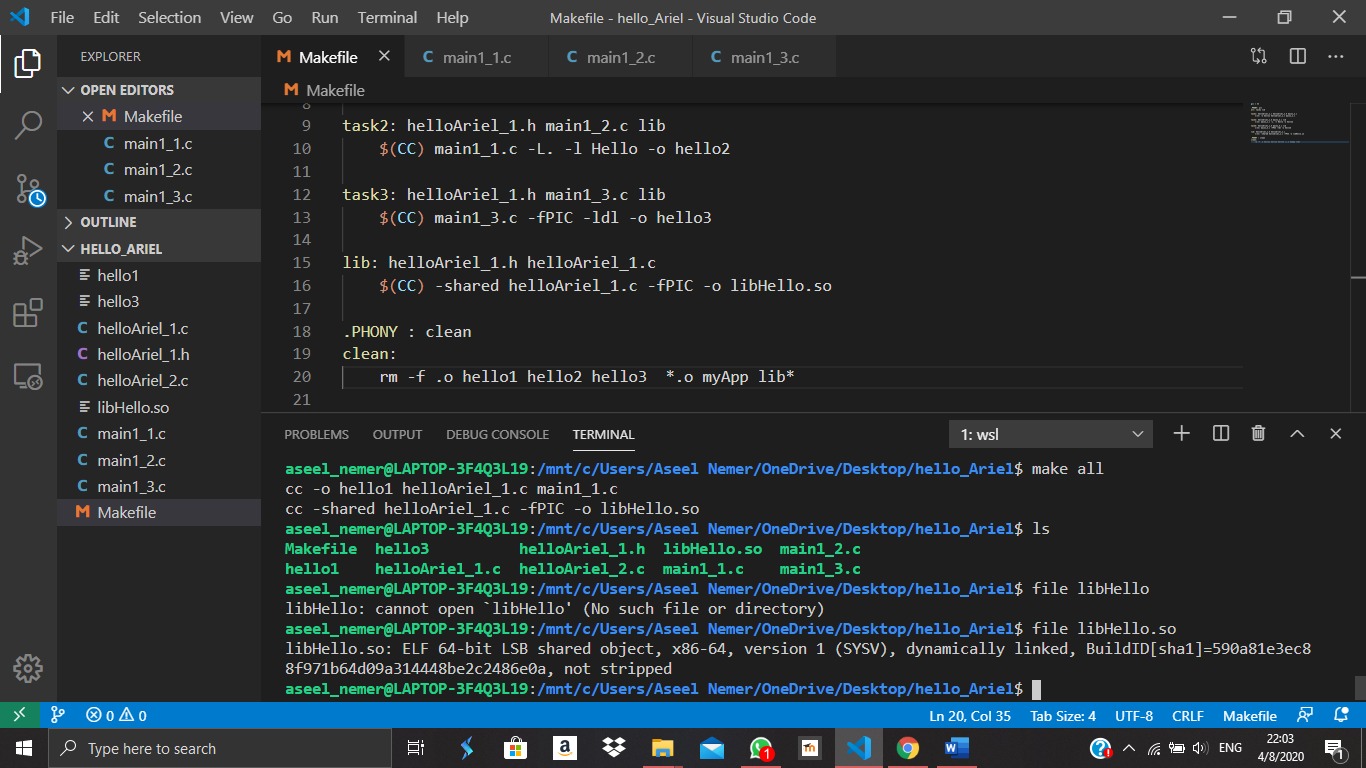 File Edit Selection View Go Run Terminal Help Makefile - hello_Ariel - Visual Studio Code
EXPLORER
OPEN EDITORS
Makefile
main1_1.c
main1_2.c
main1_3.c
OUTLINE
HELLO_ARIEL
hello1
hello3
helloAriel_1.c
helloAriel_1.h
helloAriel_2.c
libHello.so
main1_1.c
main1_2.c
main1_3.c
Makefile
Makefile main1_1.c main1_2.c main1_3.c
Makefile
8
9 task2: helloAriel_1.h main1_2.c lib
10 $(CC) main1_1.c -L. -l Hello -o hello2
11
12 task3: helloAriel_1.h main1_3.c lib
13 $(CC) main1_3.c -fPIC -ldl -o hello3
14
15 lib: helloAriel_1.h helloAriel_1.c
16 $(CC) -shared helloAriel_1.c -fPIC -o libHello.so
17
18 .PHONY : clean
19 clean:
20 rm -f .o hello1 hello2 hello3  *.o myApp lib*
21
PROBLEMS OUTPUT DEBUG CONSOLE TERMINAL 1: wsl
aseel_nemer@LAPTOP-3F4Q3L19:/mnt/c/Users/Aseel Nemer/OneDrive/Desktop/hello_Ariel$ make all
cc -o hello1 helloAriel_1.c main1_1.c
cc -shared helloAriel_1.c -fPIC -o libHello.so
aseel_nemer@LAPTOP-3F4Q3L19:/mnt/c/Users/Aseel Nemer/OneDrive/Desktop/hello_Ariel$ ls
Makefile hello3 helloAriel_1.h libHello.so main1_2.c
hello1 helloAriel_1.c helloAriel_2.c main1_1.c main1_3.c
aseel_nemer@LAPTOP-3F4Q3L19:/mnt/c/Users/Aseel Nemer/OneDrive/Desktop/hello_Ariel$ file libHello
libHello: cannot open `libHello' (No such file or directory)
aseel_nemer@LAPTOP-3F4Q3L19:/mnt/c/Users/Aseel Nemer/OneDrive/Desktop/hello_Ariel$ file libHello.so
libHello.so: ELF 64-bit LSB shared object, x86-64, version 1 (SYSV), dynamically linked, BuildID[sha1]=590a81e3ec8
8f971b64d09a314448be2c2486e0a, not stripped
aseel_nemer@LAPTOP-3F4Q3L19:/mnt/c/Users/Aseel Nemer/OneDrive/Desktop/hello_Ariel$
0 0 Ln 20, Col 35 Tab Size: 4 UTF-8 CRLF Makefile
Type here to search 1 ENG 22:03
4/8/2020 1